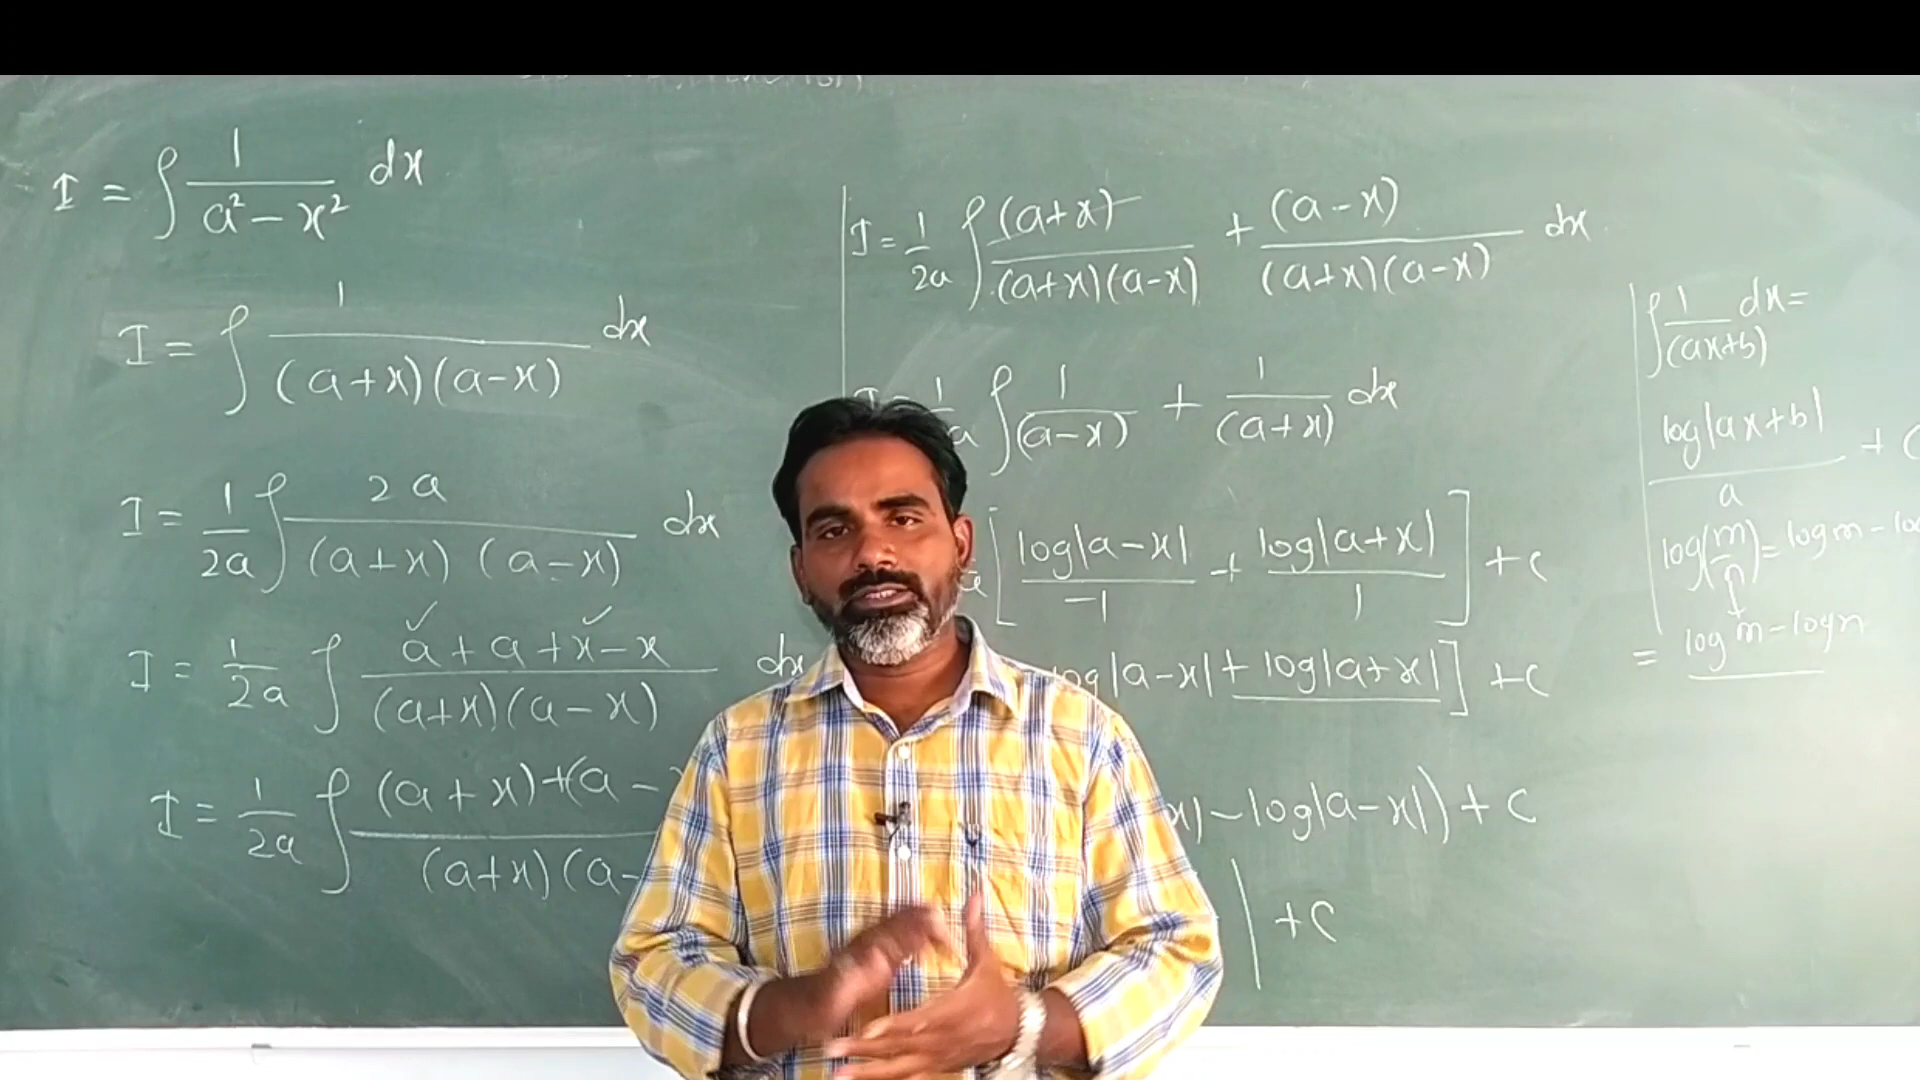 I = ∫ 1/(a² − x²) dx
I = ∫ 1/((a+x)(a−x)) dx
I = 1/2a ∫ 2a/((a+x)(a−x)) dx
I = 1/2a ∫ (a + a + x − x)/((a+x)(a−x)) dx
I = 1/2a ∫ (a+x)+(a−
(a+x)(a−
I = 1/2a ∫ (a+x)/((a+x)(a−x)) + (a−x)/((a+x)(a−x)) dx
∫ 1/(a−x) + 1/(a+x) dx
[log|a−x|/−1 + log|a+x|/1] + c
log|a−x| + log|a+x|] + c
x| − log|a−x|) + c
| + c
∫ 1/(ax+b) dx =
log|ax+b|/a + c
log(m/n) = log m − lo
= log m − log n